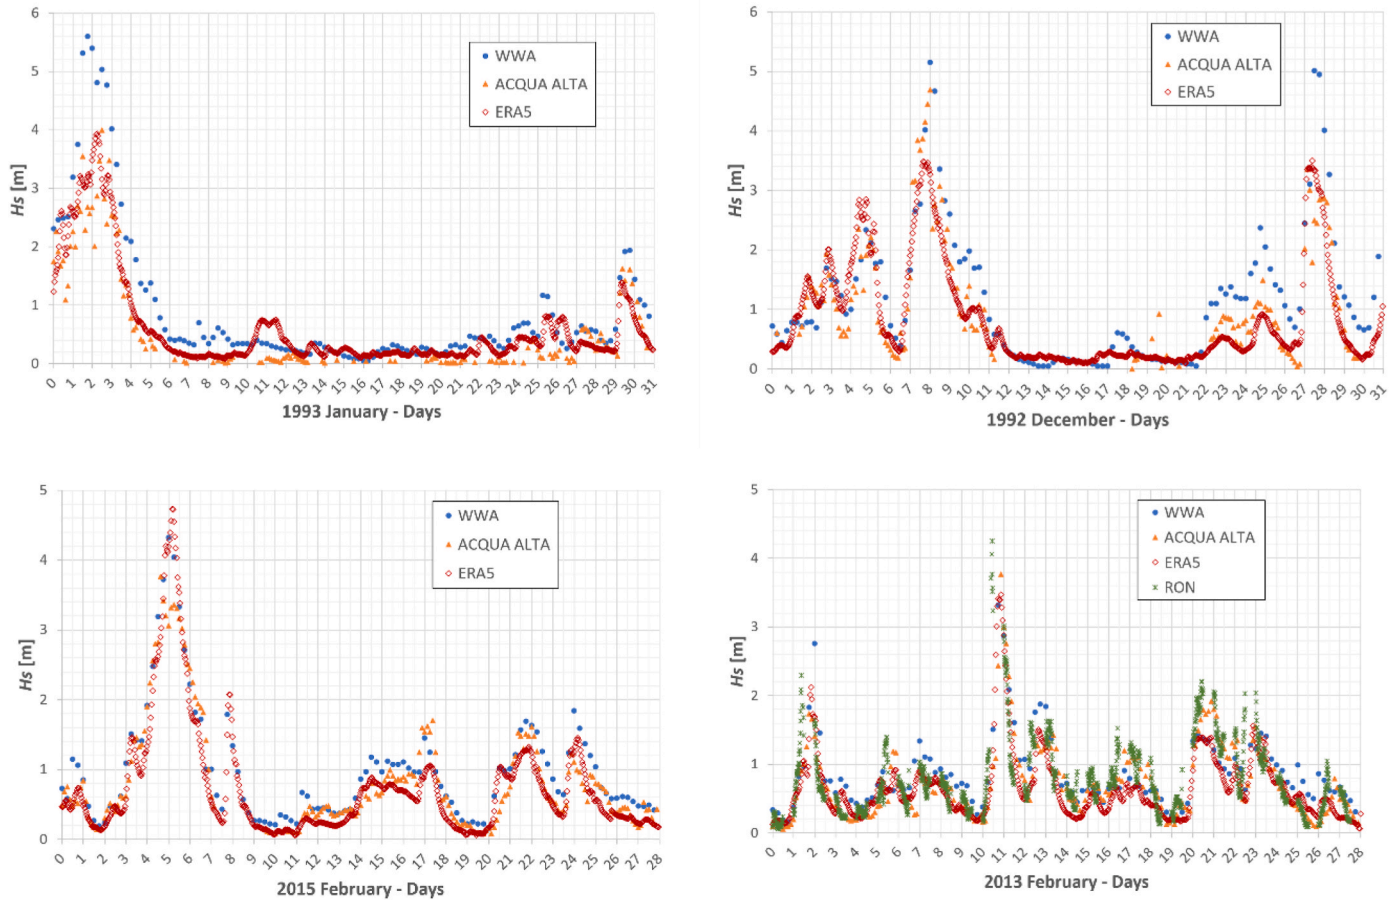 6
5
4
3
2
1
0
Hs [m]
WWA
ACQUA ALTA
ERA5
0 1 2 3 4 5 6 7 8 9 10 11 12 13 14 15 16 17 18 19 20 21 22 23 24 25 26 27 28 29 30 31
1993 January - Days
6
5
4
3
2
1
0
Hs [m]
WWA
ACQUA ALTA
ERA5
0 1 2 3 4 5 6 7 8 9 10 11 12 13 14 15 16 17 18 19 20 21 22 23 24 25 26 27 28 29 30 31
1992 December - Days
5
4
3
2
1
0
Hs [m]
WWA
ACQUA ALTA
ERA5
0 1 2 3 4 5 6 7 8 9 10 11 12 13 14 15 16 17 18 19 20 21 22 23 24 25 26 27 28
2015 February - Days
5
4
3
2
1
0
Hs [m]
WWA
ACQUA ALTA
ERA5
RON
0 1 2 3 4 5 6 7 8 9 10 11 12 13 14 15 16 17 18 19 20 21 22 23 24 25 26 27 28
2013 February - Days